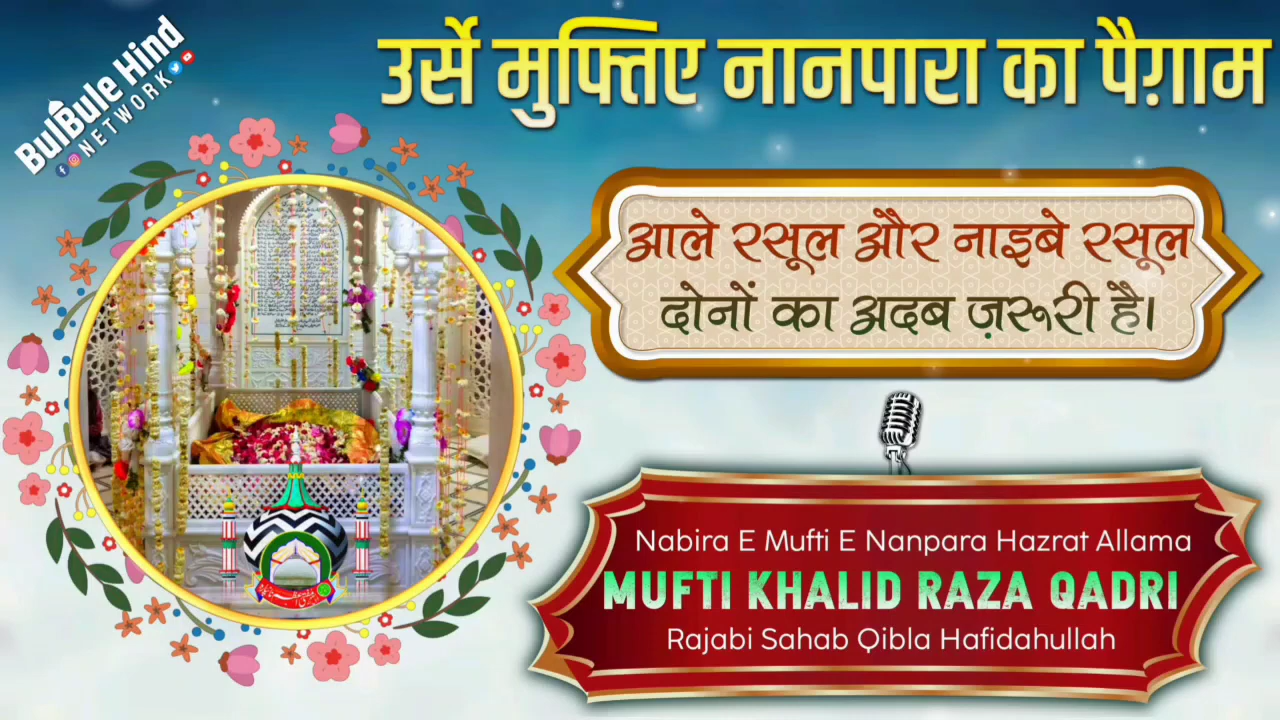 BulBule Hind
NETWORK
उर्से मुफ्तिए नानपारा का पैग़ाम
आले रसूल और नाइबे रसूल
दोनों का अदब ज़रूरी है।
Nabira E Mufti E Nanpara Hazrat Allama
MUFTI KHALID RAZA QADRI
Rajabi Sahab Qibla Hafidahullah